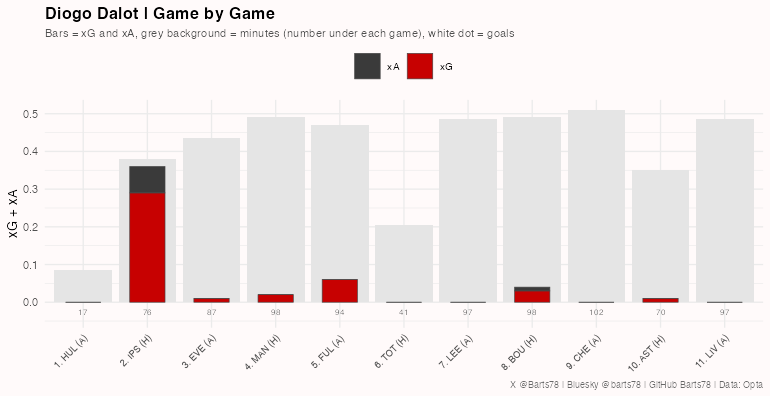 Diogo Dalot | Game by Game
Bars = xG and xA, grey background = minutes (number under each game), white dot = goals
xA xG
xG + xA
0.5
0.4
0.3
0.2
0.1
0.0
17 76 87 98 94 41 97 98 102 70 97
1. HUL (A) 2. IPS (H) 3. EVE (A) 4. MAN (H) 5. FUL (A) 6. TOT (H) 7. LEE (A) 8. BOU (H) 9. CHE (A) 10. AST (H) 11. LIV (A)
X @Barts78 | Bluesky @barts78 | GitHub Barts78 | Data: Opta